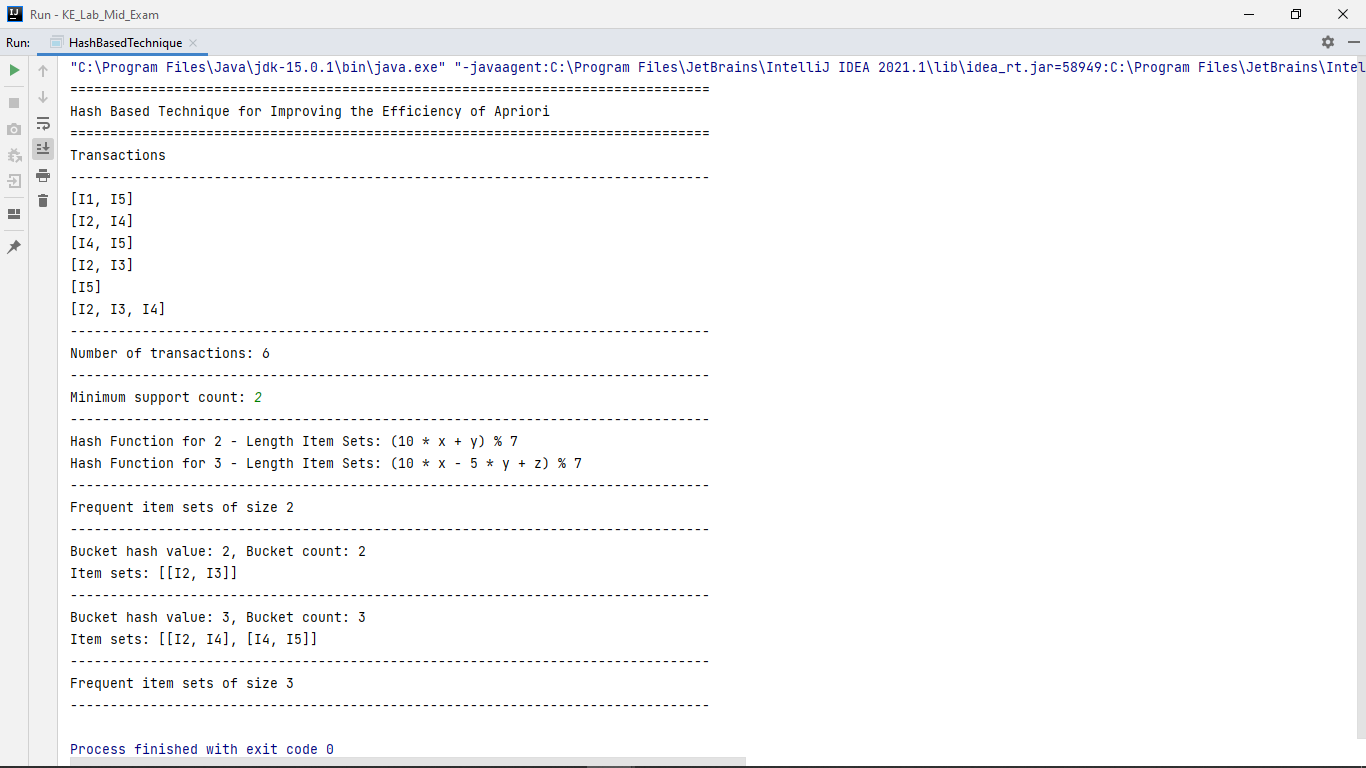 Run - KE_Lab_Mid_Exam
Run: HashBasedTechnique
"C:\Program Files\Java\jdk-15.0.1\bin\java.exe" "-javaagent:C:\Program Files\JetBrains\IntelliJ IDEA 2021.1\lib\idea_rt.jar=58949:C:\Program Files\JetBrains\Intel
================================================================================
Hash Based Technique for Improving the Efficiency of Apriori
================================================================================
Transactions
--------------------------------------------------------------------------------
[I1, I5]
[I2, I4]
[I4, I5]
[I2, I3]
[I5]
[I2, I3, I4]
--------------------------------------------------------------------------------
Number of transactions: 6
--------------------------------------------------------------------------------
Minimum support count: 2
--------------------------------------------------------------------------------
Hash Function for 2 - Length Item Sets: (10 * x + y) % 7
Hash Function for 3 - Length Item Sets: (10 * x - 5 * y + z) % 7
--------------------------------------------------------------------------------
Frequent item sets of size 2
--------------------------------------------------------------------------------
Bucket hash value: 2, Bucket count: 2
Item sets: [[I2, I3]]
--------------------------------------------------------------------------------
Bucket hash value: 3, Bucket count: 3
Item sets: [[I2, I4], [I4, I5]]
--------------------------------------------------------------------------------
Frequent item sets of size 3
--------------------------------------------------------------------------------
Process finished with exit code 0